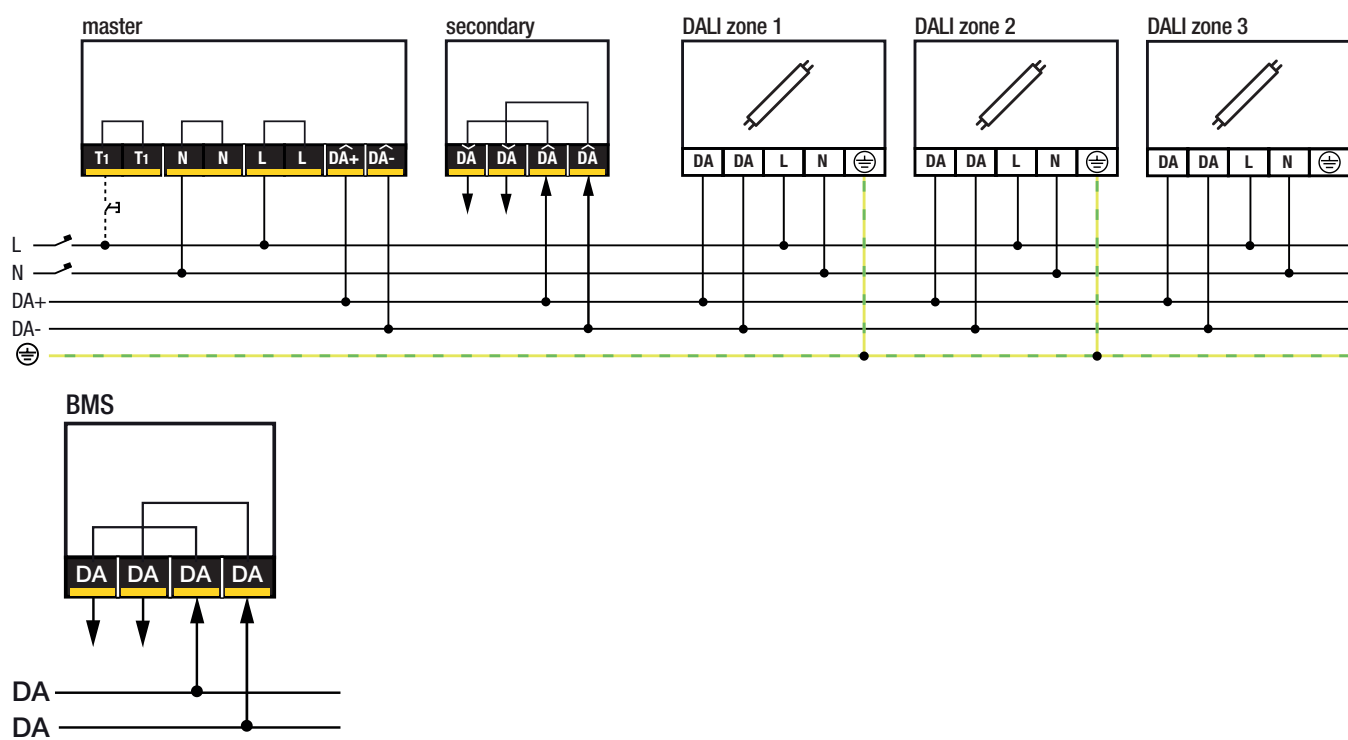 master secondary DALI zone 1 DALI zone 2 DALI zone 3
T1 T1 N N L L DA+ DA- DA DA DA DA DA DA L N DA DA L N DA DA L N
L
N
DA+
DA-
BMS
DA DA DA DA
DA
DA